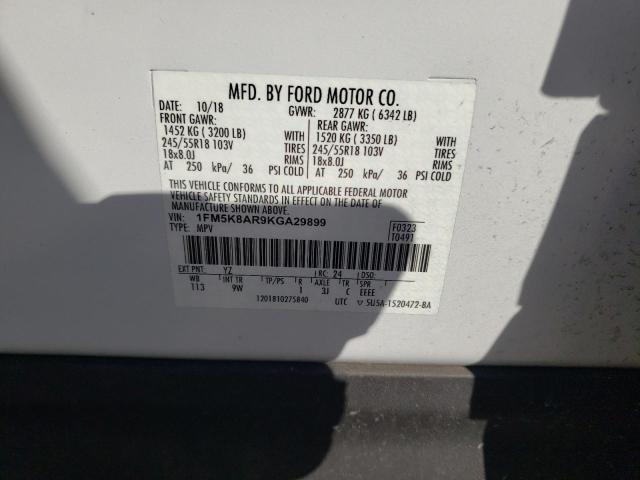 MFD. BY FORD MOTOR CO.
10/18 GVWR: 2877 KG ( 6342 LB)
FRONT GAWR: REAR GAWR:
1452 KG ( 3200 LB) WITH 1520 KG ( 3350 LB) WITH
245/55R18 103V TIRES 245/55R18 103V TIRES
18x8.0J RIMS 18x8.0J RIMS
AT 250 kPa/ 36 PSI COLD AT 250 kPa/ 36 PSI COLD
THIS VEHICLE CONFORMS TO ALL APPLICABLE FEDERAL MOTOR
VEHICLE SAFETY STANDARDS IN EFFECT ON THE DATE OF
MANUFACTURE SHOWN ABOVE.
VIN: 1FM5K8AR9KGA29899 F0323
TYPE: MPV T0491
EXT PNT: YZ RC: 24 DSO:
WB INT TR TP/PS R AXLE TR SPR
113 9W 1 3J C EEEE
1201810275840 UTC ▽ 5U5A-1520472-BA